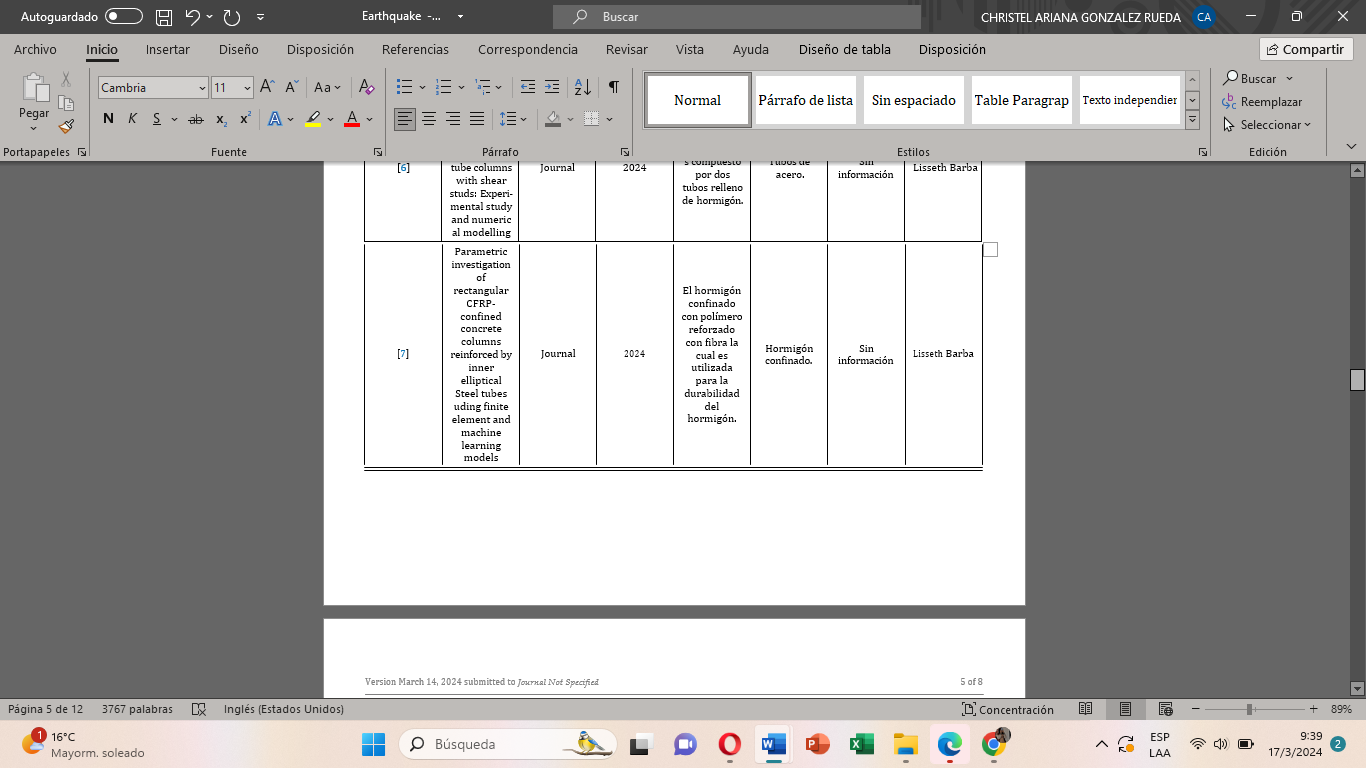 Autoguardado
Earthquake -...
Buscar
CHRISTEL ARIANA GONZALEZ RUEDA
CA
Archivo
Inicio
Insertar
Diseño
Disposición
Referencias
Correspondencia
Revisar
Vista
Ayuda
Diseño de tabla
Disposición
Compartir
Pegar
Cambria
11
Aa
N K S ab x₂ x²
Normal
Párrafo de lista
Sin espaciado
Table Paragrap
Texto independier
Buscar
Reemplazar
Seleccionar
Portapapeles
Fuente
Párrafo
Estilos
Edición
[6]
tube columns
with shear
studs: Experi-
mental study
and numeric
al modelling
Journal
2024
s compuesto
por dos
tubos relleno
de hormigón.
Tubos de
acero.
Sin
información
Lisseth Barba
[7]
Parametric
investigation
of
rectangular
CFRP-
confined
concrete
columns
reinforced by
inner
elliptical
Steel tubes
uding finite
element and
machine
learning
models
Journal
2024
El hormigón
confinado
con polímero
reforzado
con fibra la
cual es
utilizada
para la
durabilidad
del
hormigón.
Hormigón
confinado.
Sin
información
Lisseth Barba
Version March 14, 2024 submitted to Journal Not Specified
5 of 8
Página 5 de 12
3767 palabras
Inglés (Estados Unidos)
Concentración
89%
1
16°C
Mayorm. soleado
Búsqueda
ESP
LAA
9:39
17/3/2024
2